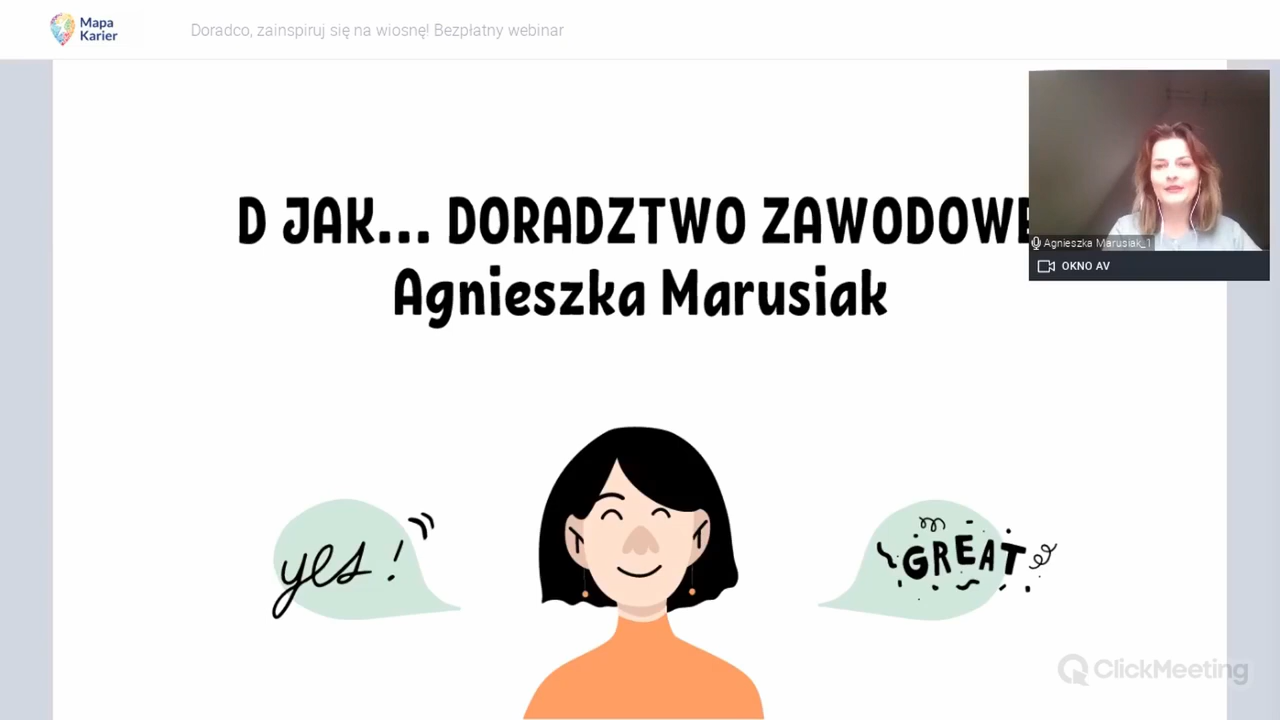 Mapa
Karier
Doradco, zainspiruj się na wiosnę! Bezpłatny webinar
D JAK... DORADZTWO ZAWODOWE
Agnieszka Marusiak
Agnieszka Marusiak_1
OKNO AV
yes!
GREAT
ClickMeeting